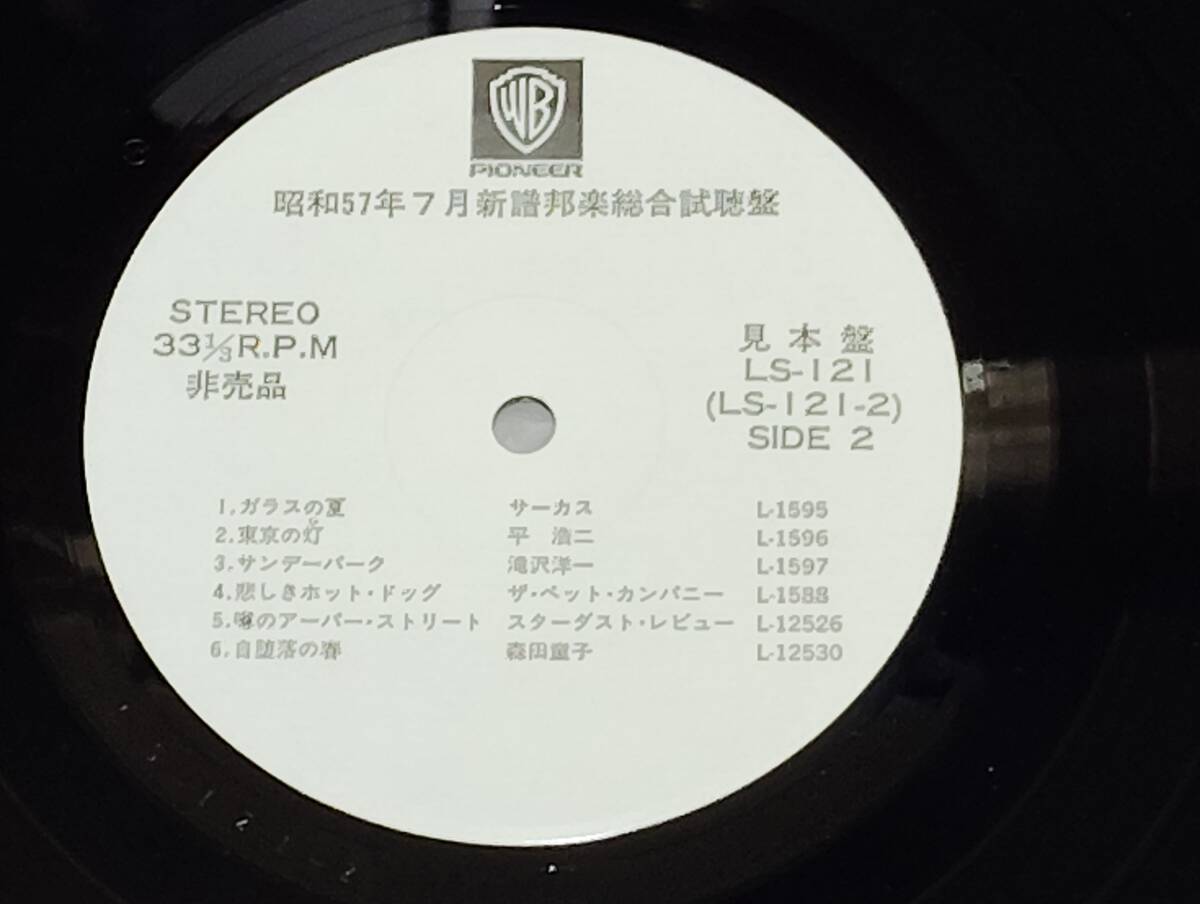 WB
PIONEER
昭和57年7月新譜邦楽総合試聴盤
STEREO
33 1/3 R.P.M
非売品
見本盤
LS-121
(LS-121-2)
SIDE 2
1.ガラスの夏 サーカス L-1595
2.東京の灯 平 浩二 L-1596
3.サンデーパーク 滝沢洋一 L-1597
4.悲しきホット・ドッグ ザ・ペット・カンパニー L-1588
5.噂のアーバー・ストリート スターダスト・レビュー L-12526
6.自堕落の春 森田童子 L-12530